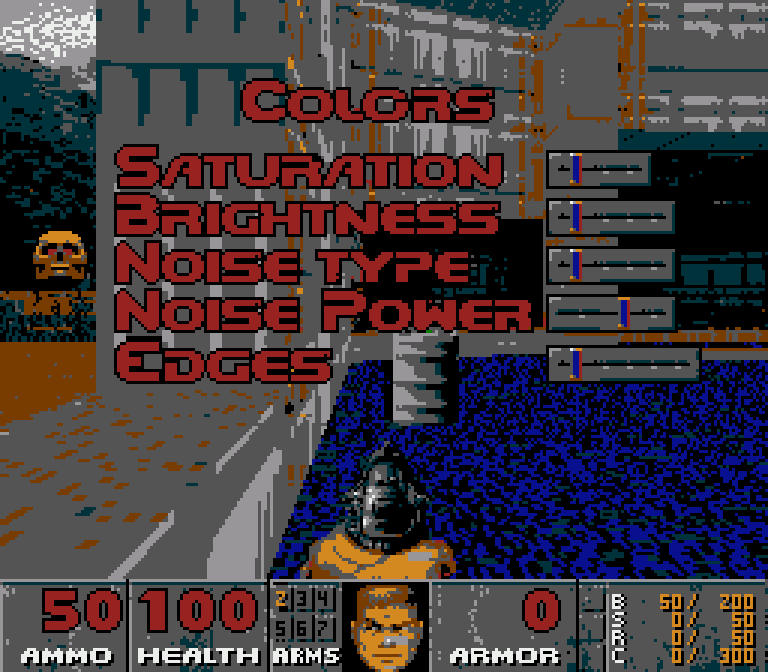 COLORS
SATURATION
BRIGHTNESS
NOISE TYPE
NOISE POWER
EDGES
50 100 2 3 4 0 B 50 / 200
5 6 7 S 0 / 50
R 0 / 50
AMMO HEALTH ARMS ARMOR C 0 / 300